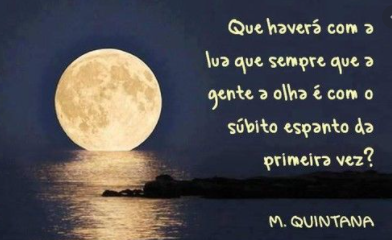 Que haverá com a
lua que sempre que a
gente a olha é com o
súbito espanto da
primeira vez?
M. QUINTANA